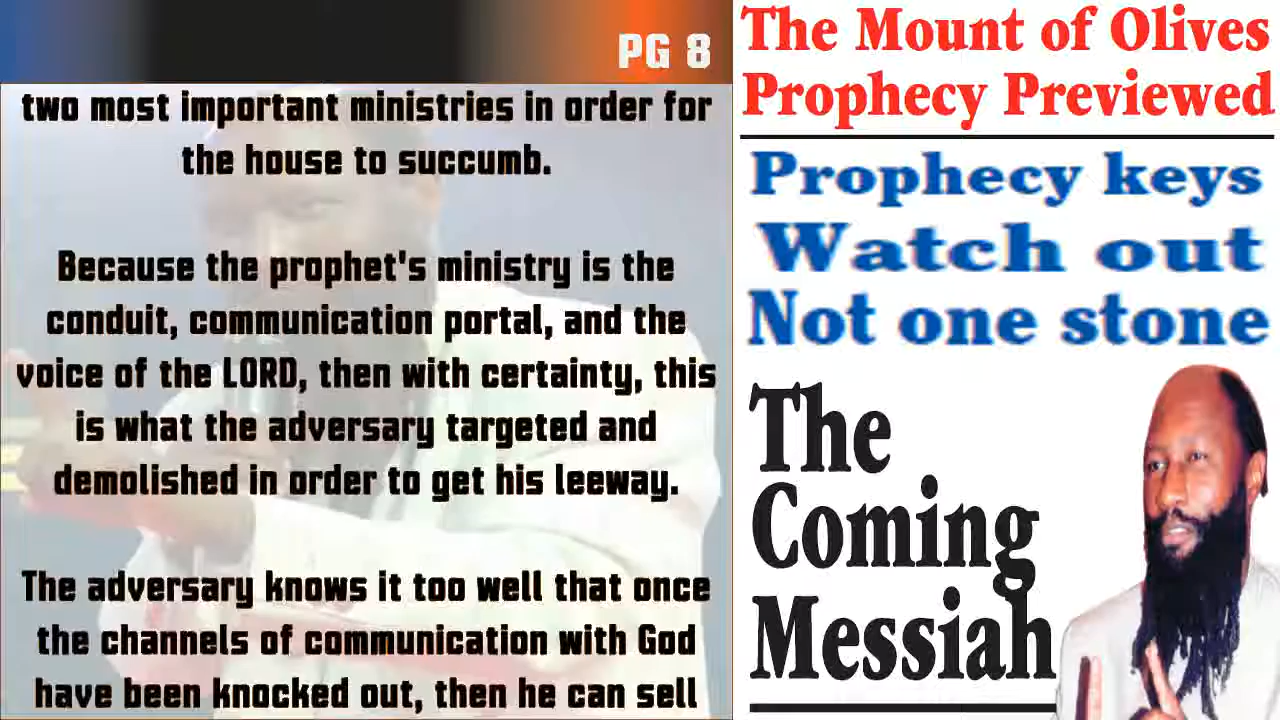 PG 8
two most important ministries in order for
the house to succumb.
Because the prophet's ministry is the
conduit, communication portal, and the
voice of the LORD, then with certainty, this
is what the adversary targeted and
demolished in order to get his leeway.
The adversary knows it too well that once
the channels of communication with God
have been knocked out, then he can sell
The Mount of Olives
Prophecy Previewed
Prophecy keys
Watch out
Not one stone
The
Coming
Messiah